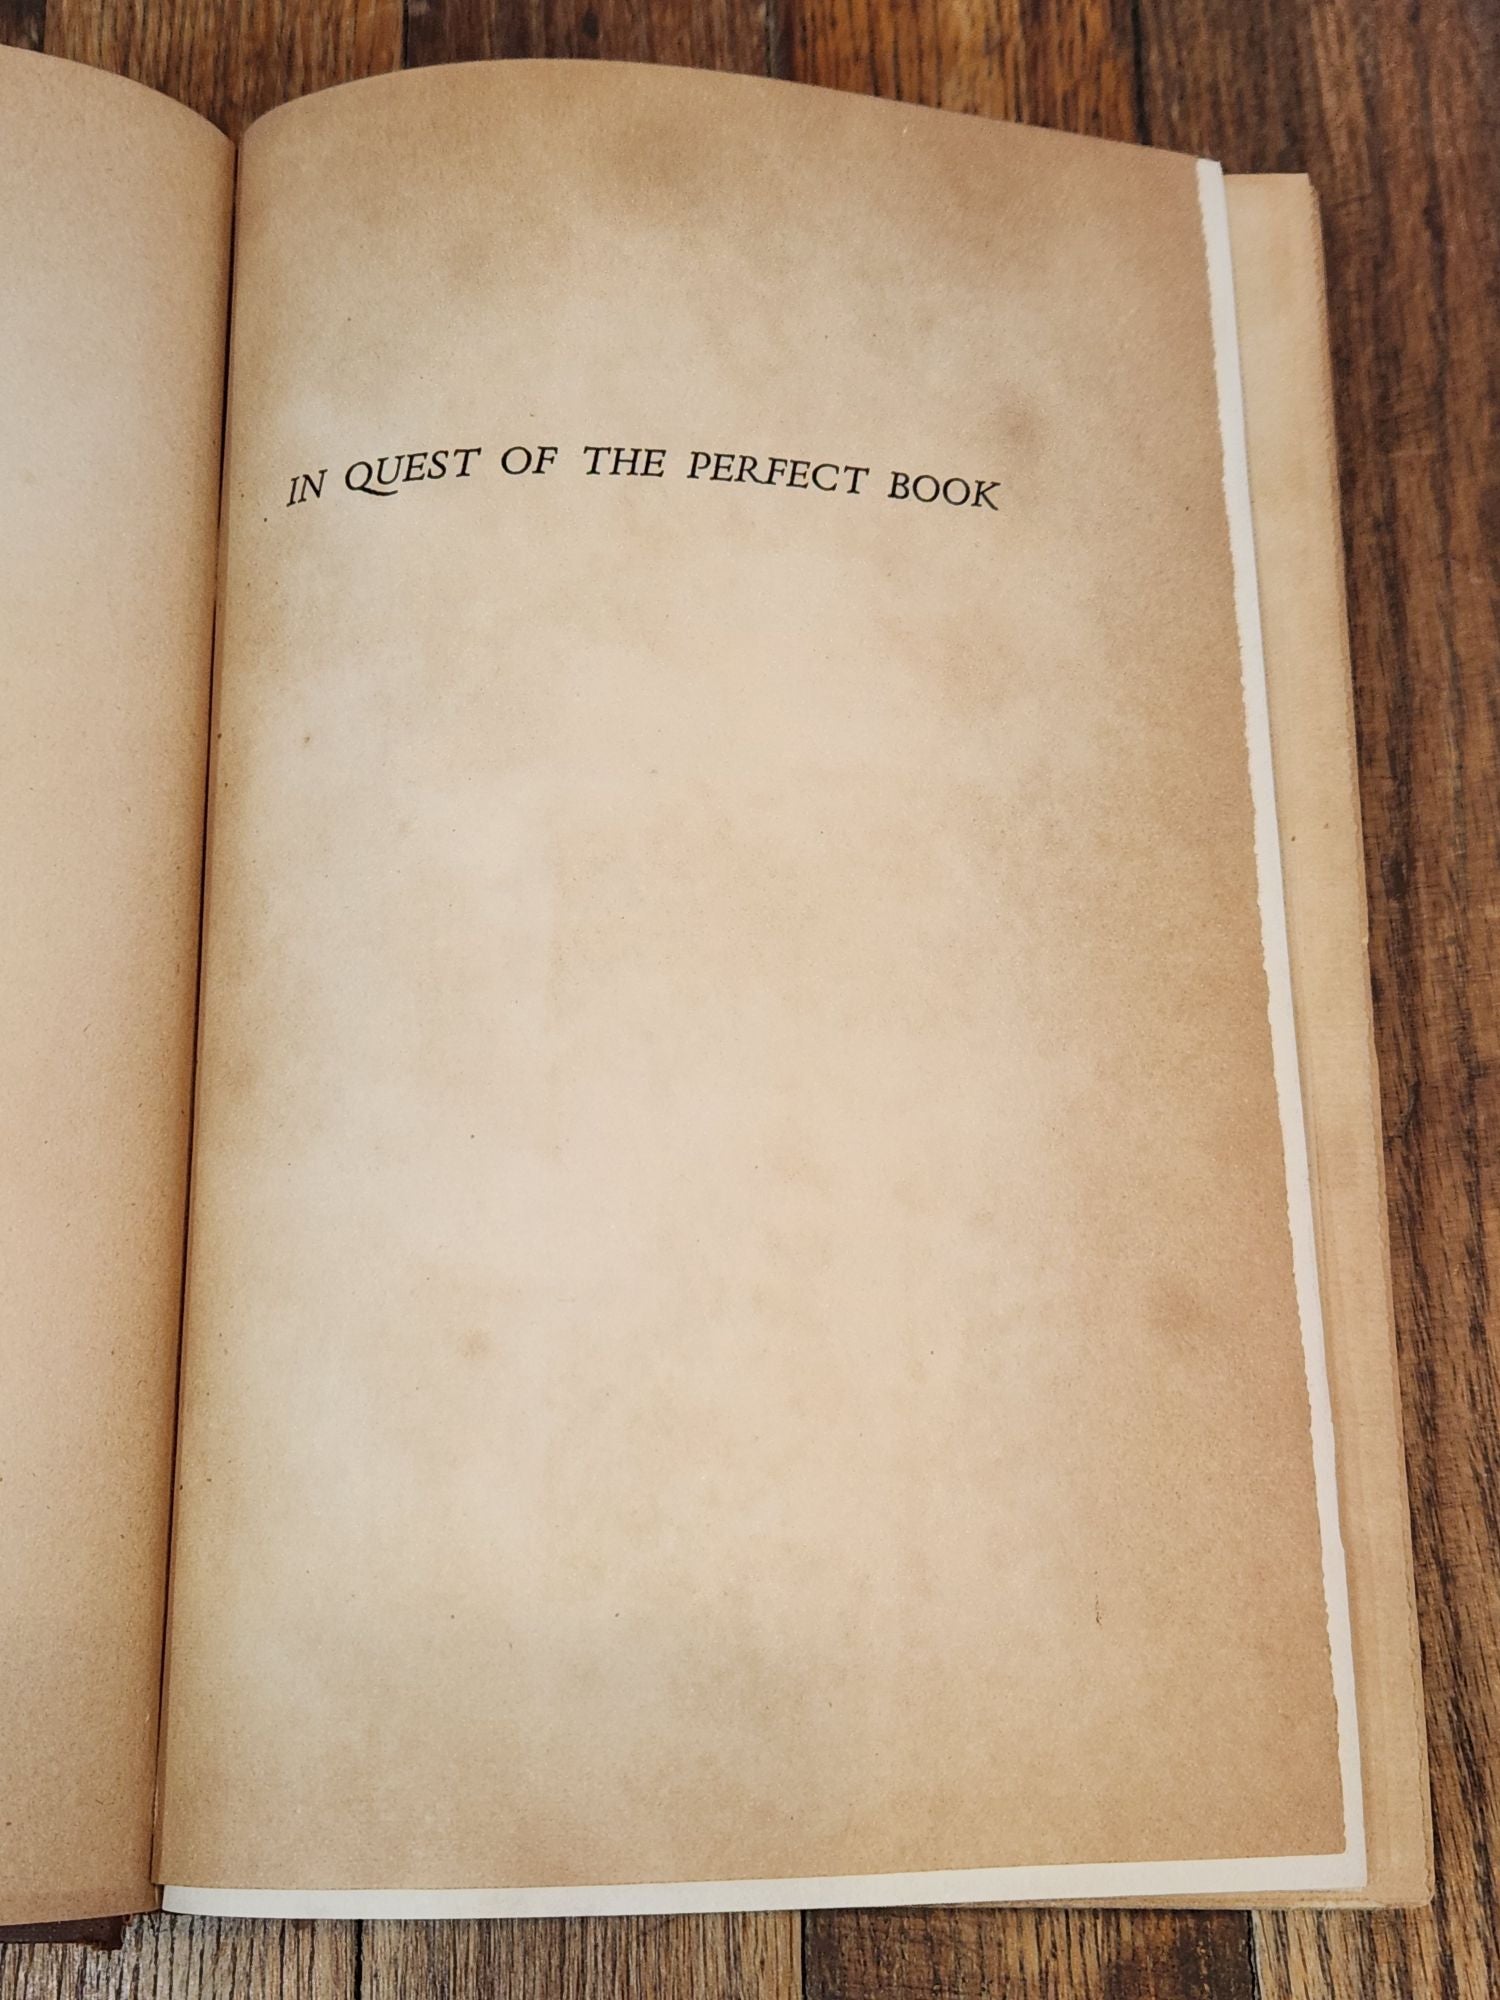 IN QUEST OF THE PERFECT BOOK